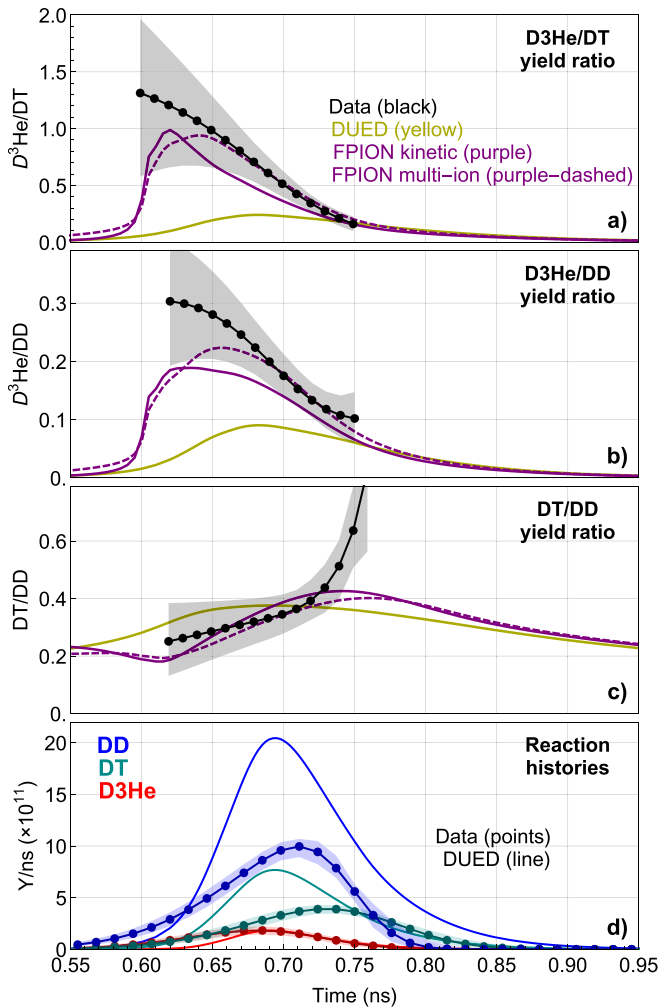 2.0
D3He/DT
yield ratio
1.5
Data (black)
DUED (yellow)
FPION kinetic (purple)
FPION multi−ion (purple−dashed)
D³He/DT
1.0
0.5
0.0
a)
D3He/DD
yield ratio
0.3
D³He/DD
0.2
0.1
0.
b)
DT/DD
yield ratio
0.6
DT/DD
0.4
0.2
0.
c)
DD
DT
D3He
Reaction
histories
20
15
Y/ns (×10¹¹)
10
Data (points)
DUED (line)
5
0
d)
0.55 0.60 0.65 0.70 0.75 0.80 0.85 0.90 0.95
Time (ns)